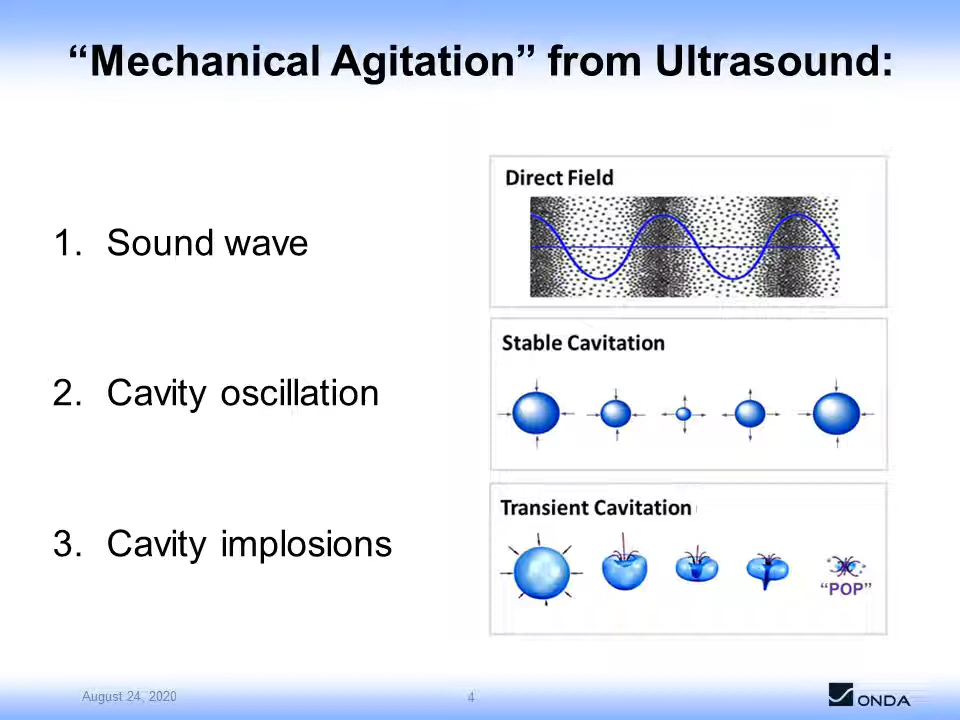 “Mechanical Agitation” from Ultrasound:
1. Sound wave
Direct Field
2. Cavity oscillation
Stable Cavitation
3. Cavity implosions
Transient Cavitation
“POP”
August 24, 2020
4
ONDA